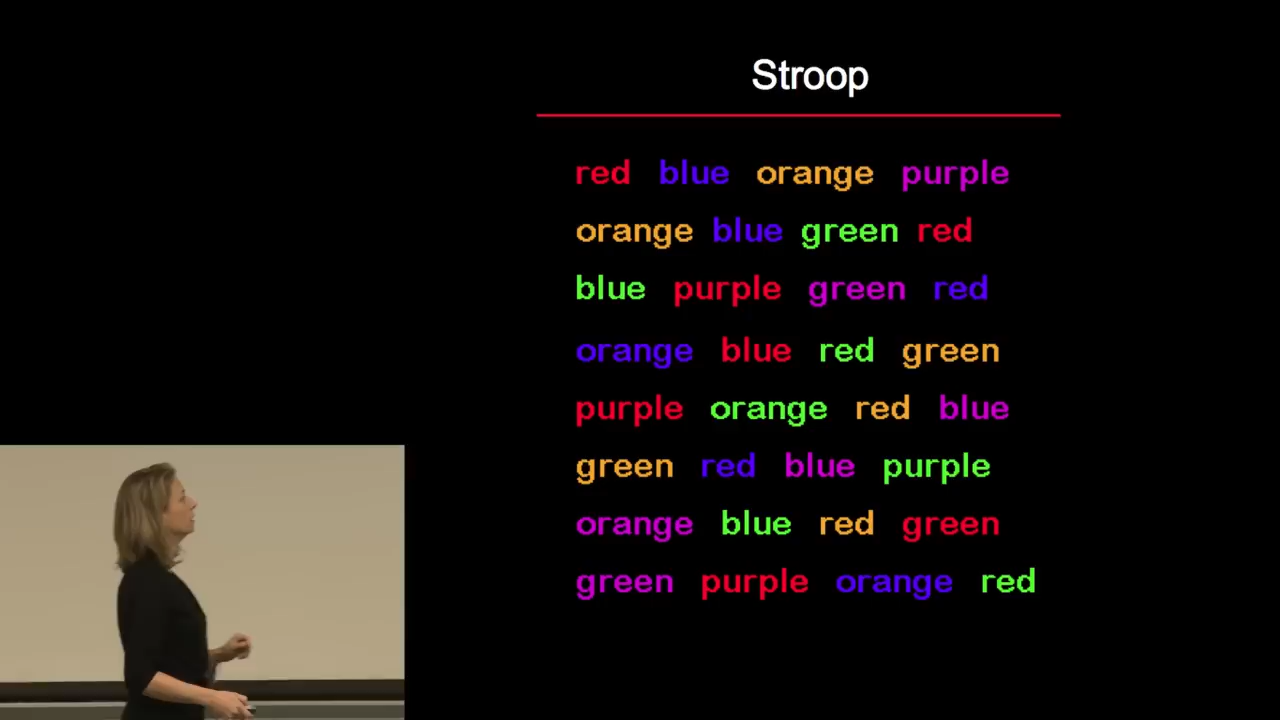 Stroop
red blue orange purple
orange blue green red
blue purple green red
orange blue red green
purple orange red blue
green red blue purple
orange blue red green
green purple orange red